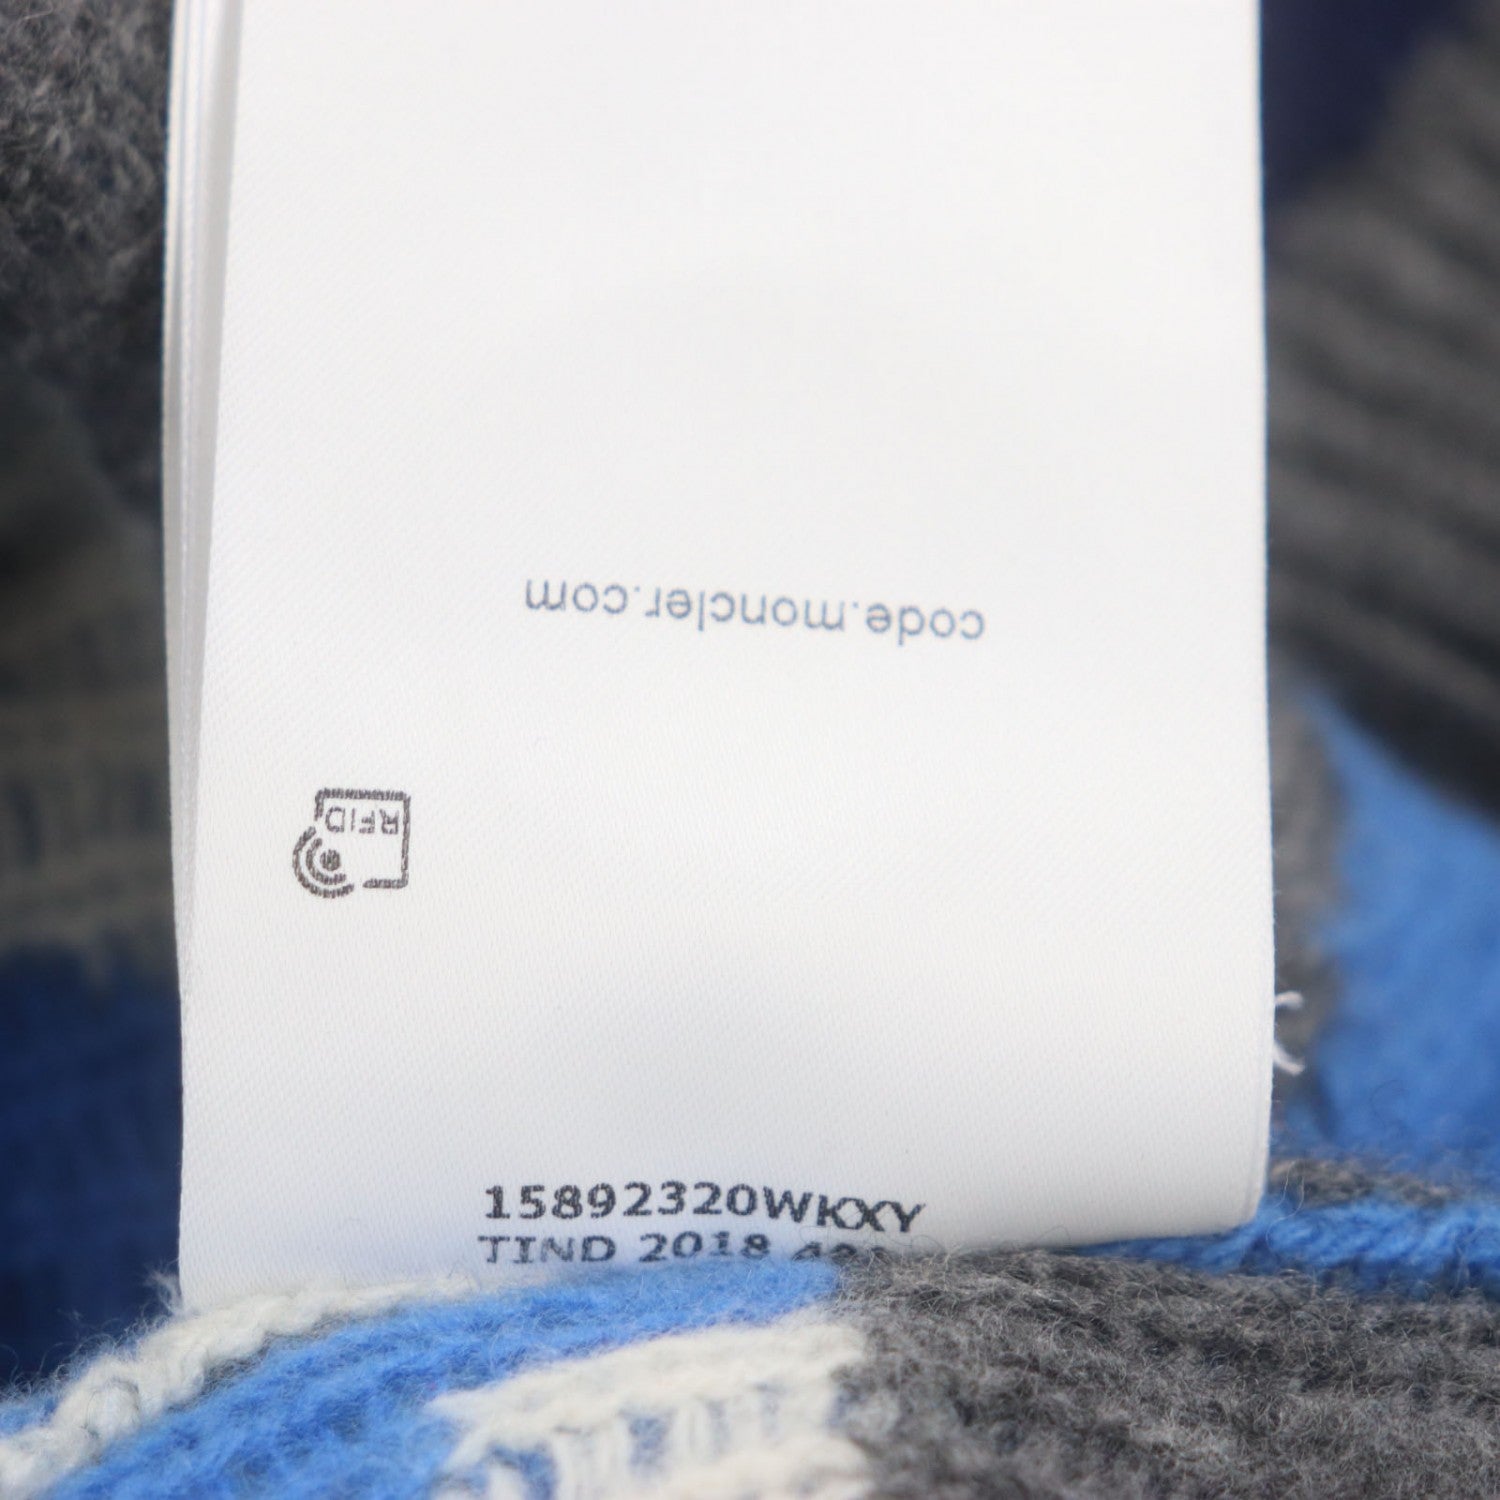 code.moncler.com
RFID
15892320WKXY
TIND 2018